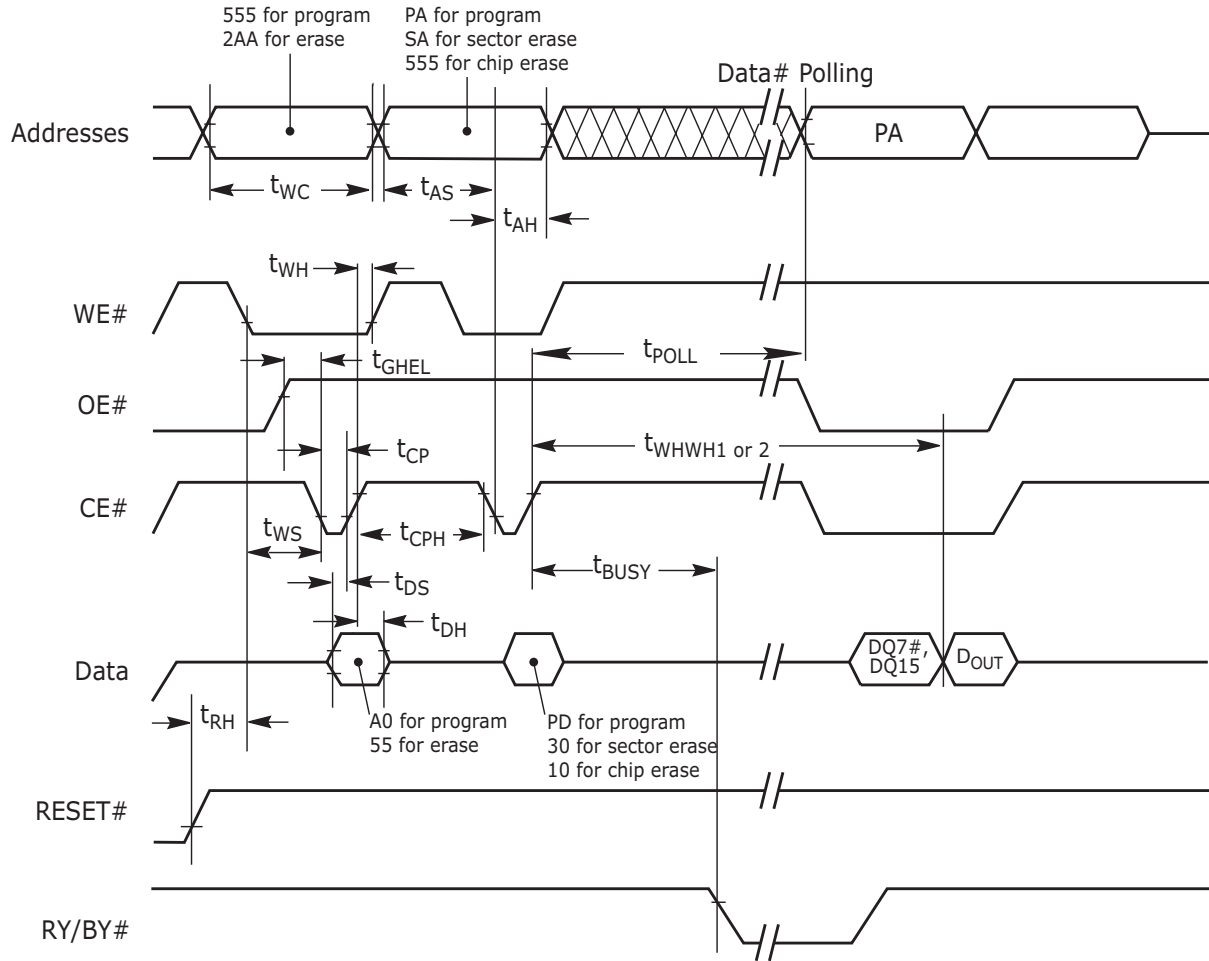 555 for program
2AA for erase
PA for program
SA for sector erase
555 for chip erase
Data# Polling
Addresses
PA
tWC
tAS
tAH
tWH
WE#
tPOLL
tGHEL
OE#
tWHWH1 or 2
tCP
CE#
tWS
tCPH
tBUSY
tDS
tDH
Data
DQ7#,
DQ15
DOUT
tRH
A0 for program
55 for erase
PD for program
30 for sector erase
10 for chip erase
RESET#
RY/BY#